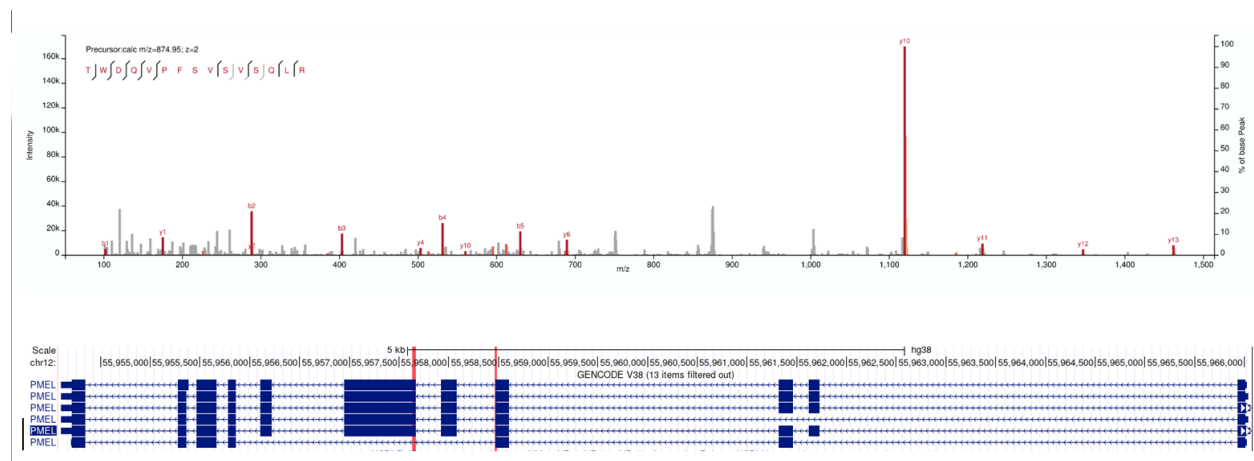 Precursor:calc m/z=874.95; z=2
T W D Q V P F S V S V S Q L R
160k
140k
120k
100k
80k
60k
40k
20k
0
Intensity
100
90
80
70
60
50
40
30
20
10
0
% of base Peak
b1
y1
b2
b3
y4
b4
y10
b5
y6
y10
y11
y12
y13
100 200 300 400 500 600 700 800 900 1,000 1,100 1,200 1,300 1,400 1,500
m/z
Scale 5 kb hg38
chr12: 55,955,000 55,955,500 55,956,000 55,956,500 55,957,000 55,957,500 55,958,000 55,958,500 55,959,000 55,959,500 55,960,000 55,960,500 55,961,000 55,961,500 55,962,000 55,962,500 55,963,000 55,963,500 55,964,000 55,964,500 55,965,000 55,965,500 55,966,000
GENCODE V38 (13 items filtered out)
PMEL
PMEL
PMEL
PMEL
PMEL
PMEL